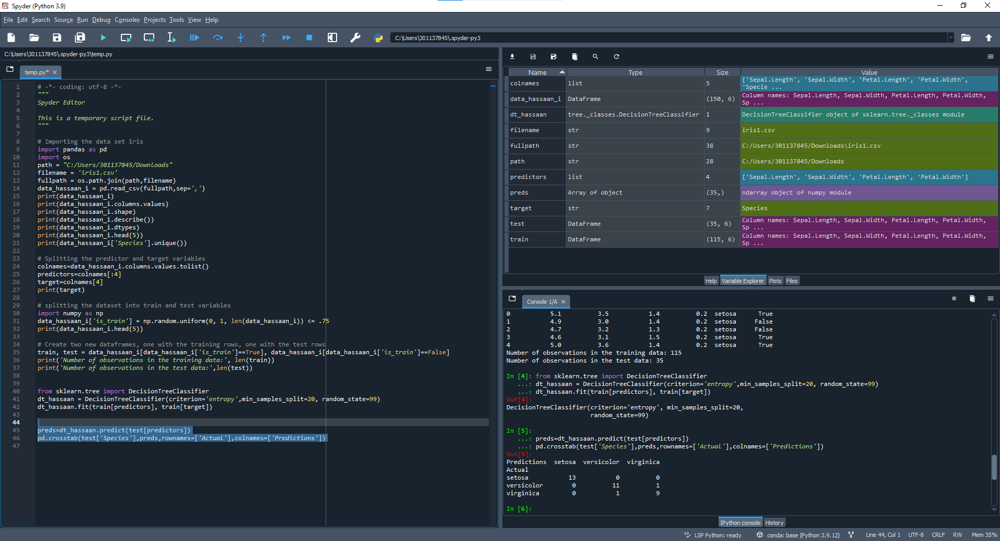 Spyder (Python 3.9)
File Edit Search Source Run Debug Consoles Projects Tools View Help
C:\Users\301137845\.spyder-py3
C:\Users\301137845\.spyder-py3\temp.py
temp.py*
1 # -*- coding: utf-8 -*-
2 """
3 Spyder Editor
4
5 This is a temporary script file.
6 """
7
8 # Importing the data set iris
9 import pandas as pd
10 import os
11 path = "C:/Users/301137845/Downloads"
12 filename = 'iris1.csv'
13 fullpath = os.path.join(path,filename)
14 data_hassaan_i = pd.read_csv(fullpath,sep=',')
15 print(data_hassaan_i)
16 print(data_hassaan_i.columns.values)
17 print(data_hassaan_i.shape)
18 print(data_hassaan_i.describe())
19 print(data_hassaan_i.dtypes)
20 print(data_hassaan_i.head(5))
21 print(data_hassaan_i['Species'].unique())
22
23 # Splitting the predictor and target variables
24 colnames=data_hassaan_i.columns.values.tolist()
25 predictors=colnames[:4]
26 target=colnames[4]
27 print(target)
28
29 # splitting the dataset into train and test variables
30 import numpy as np
31 data_hassaan_i['is_train'] = np.random.uniform(0, 1, len(data_hassaan_i)) <= .75
32 print(data_hassaan_i.head(5))
33
34 # Create two new dataframes, one with the training rows, one with the test rows
35 train, test = data_hassaan_i[data_hassaan_i['is_train']==True], data_hassaan_i[data_hassaan_i['is_train']==False]
36 print('Number of observations in the training data:', len(train))
37 print('Number of observations in the test data:',len(test))
38
39
40 from sklearn.tree import DecisionTreeClassifier
41 dt_hassaan = DecisionTreeClassifier(criterion='entropy',min_samples_split=20, random_state=99)
42 dt_hassaan.fit(train[predictors], train[target])
43
44
45 preds=dt_hassaan.predict(test[predictors])
46 pd.crosstab(test['Species'],preds,rownames=['Actual'],colnames=['Predictions'])
47
Name Type Size Value
colnames list 5 ['Sepal.Length', 'Sepal.Width', 'Petal.Length', 'Petal.Width',
'Specie ...
data_hassaan_i DataFrame (150, 6) Column names: Sepal.Length, Sepal.Width, Petal.Length, Petal.Width,
Sp ...
dt_hassaan tree._classes.DecisionTreeClassifier 1 DecisionTreeClassifier object of sklearn.tree._classes module
filename str 9 iris1.csv
fullpath str 38 C:/Users/301137845/Downloads\iris1.csv
path str 28 C:/Users/301137845/Downloads
predictors list 4 ['Sepal.Length', 'Sepal.Width', 'Petal.Length', 'Petal.Width']
preds Array of object (35,) ndarray object of numpy module
target str 7 Species
test DataFrame (35, 6) Column names: Sepal.Length, Sepal.Width, Petal.Length, Petal.Width,
Sp ...
train DataFrame (115, 6) Column names: Sepal.Length, Sepal.Width, Petal.Length, Petal.Width,
Sp ...
Help Variable Explorer Plots Files
Console 1/A
0 5.1 3.5 1.4 0.2 setosa True
1 4.9 3.0 1.4 0.2 setosa False
2 4.7 3.2 1.3 0.2 setosa False
3 4.6 3.1 1.5 0.2 setosa True
4 5.0 3.6 1.4 0.2 setosa True
Number of observations in the training data: 115
Number of observations in the test data: 35
In [4]: from sklearn.tree import DecisionTreeClassifier
...: dt_hassaan = DecisionTreeClassifier(criterion='entropy',min_samples_split=20, random_state=99)
...: dt_hassaan.fit(train[predictors], train[target])
Out[4]:
DecisionTreeClassifier(criterion='entropy', min_samples_split=20,
random_state=99)
In [5]:
...: preds=dt_hassaan.predict(test[predictors])
...: pd.crosstab(test['Species'],preds,rownames=['Actual'],colnames=['Predictions'])
Out[5]:
Predictions setosa versicolor virginica
Actual
setosa 13 0 0
versicolor 0 11 1
virginica 0 1 9
In [6]:
IPython console History
LSP Python: ready conda: base (Python 3.9.12) Line 44, Col 1 UTF-8 CRLF RW Mem 35%